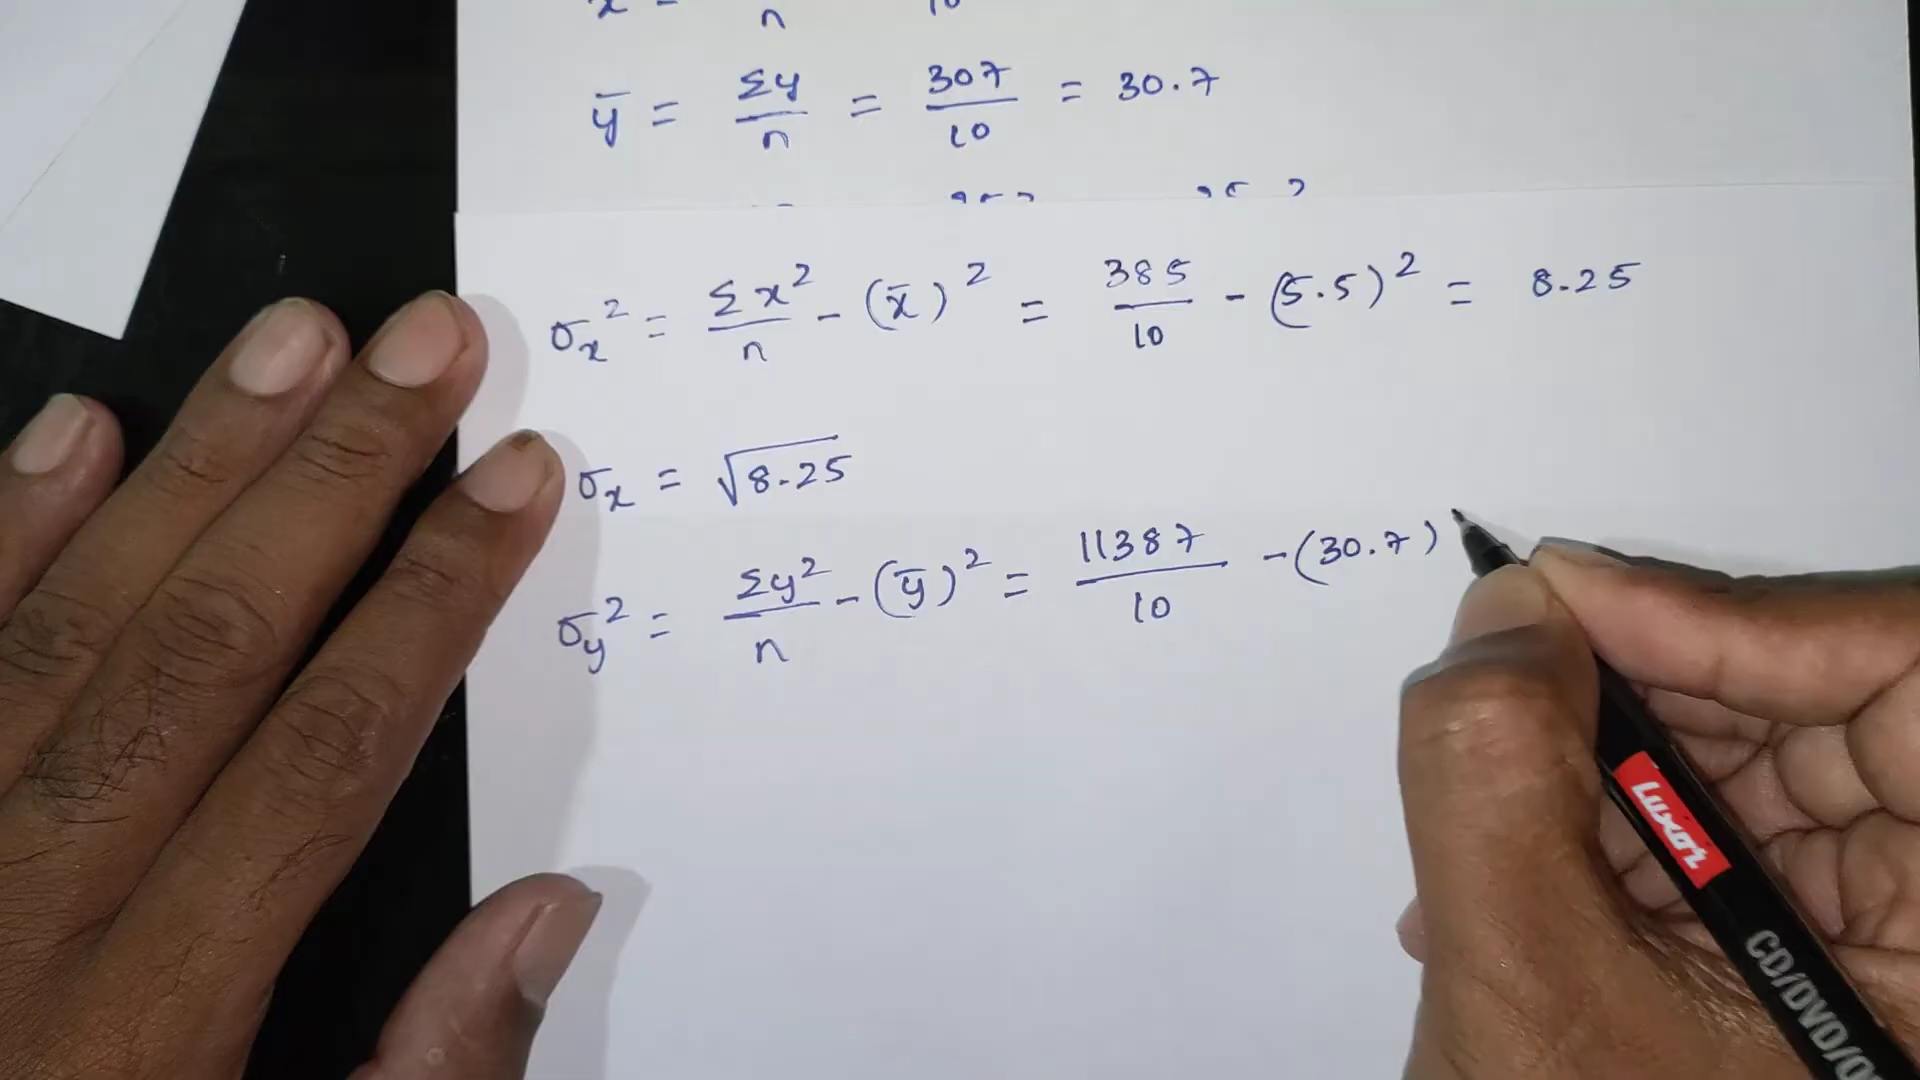 n
ȳ = Σy/n = 307/10 = 30.7
σx² = Σx²/n - (x̄)² = 385/10 - (5.5)² = 8.25
σx = √8.25
σy² = Σy²/n - (ȳ)² = 11387/10 - (30.7)
Luxor
CD/DVD/O